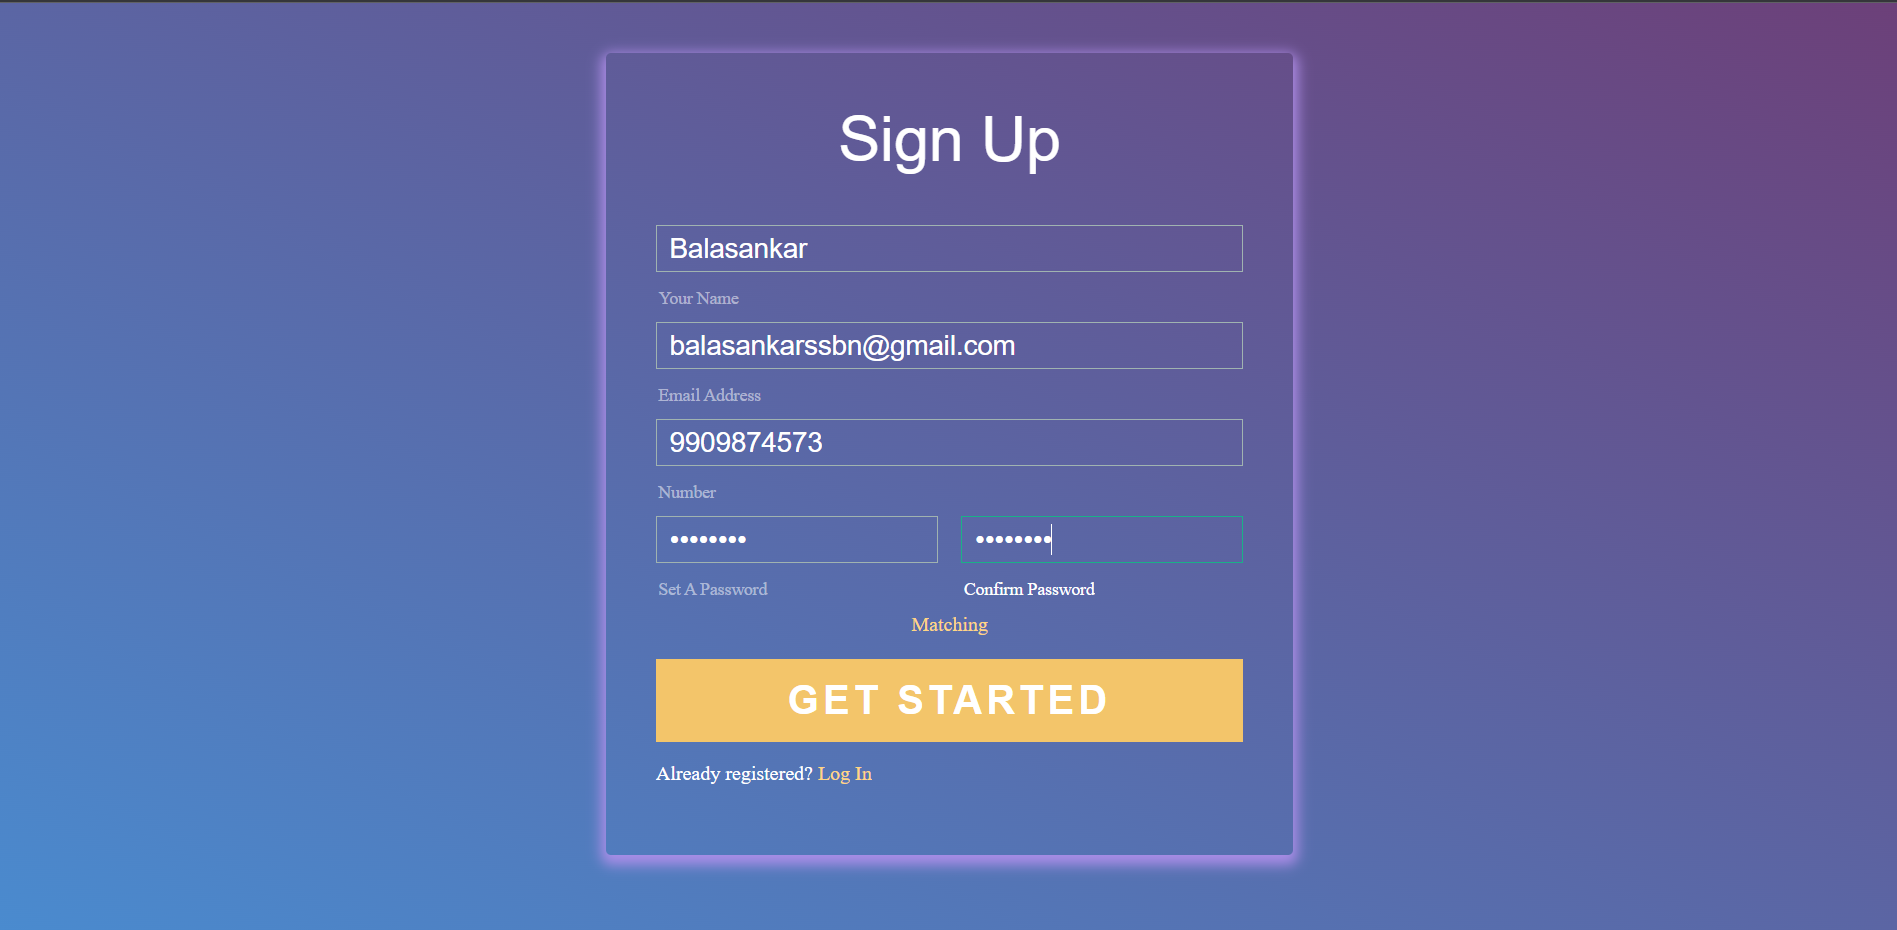 Sign Up
Balasankar
Your Name
balasankarssbn@gmail.com
Email Address
9909874573
Number
•••••••• ••••••••
Set A Password Confirm Password
Matching
GET STARTED
Already registered? Log In